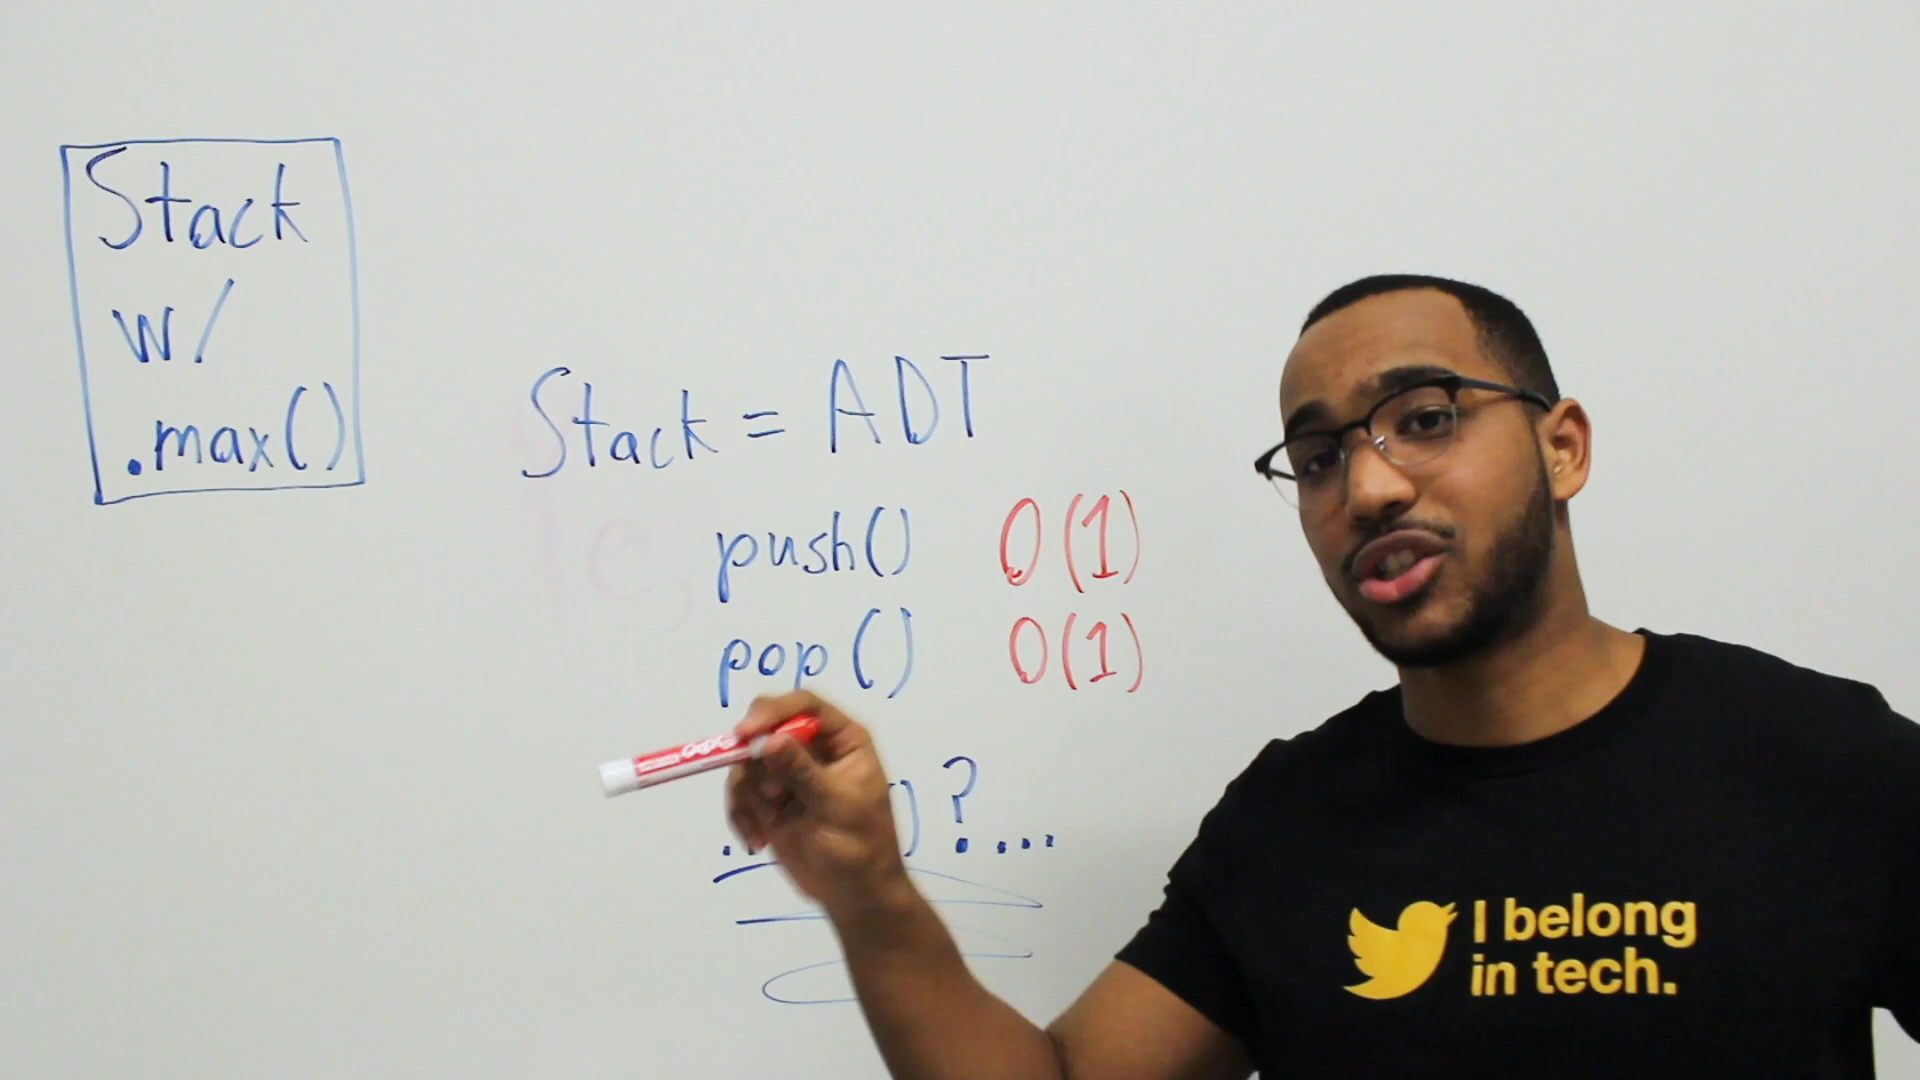 Stack
w/
.max()
Stack = ADT
push() O(1)
pop() O(1)
)?...
I belong
in tech.